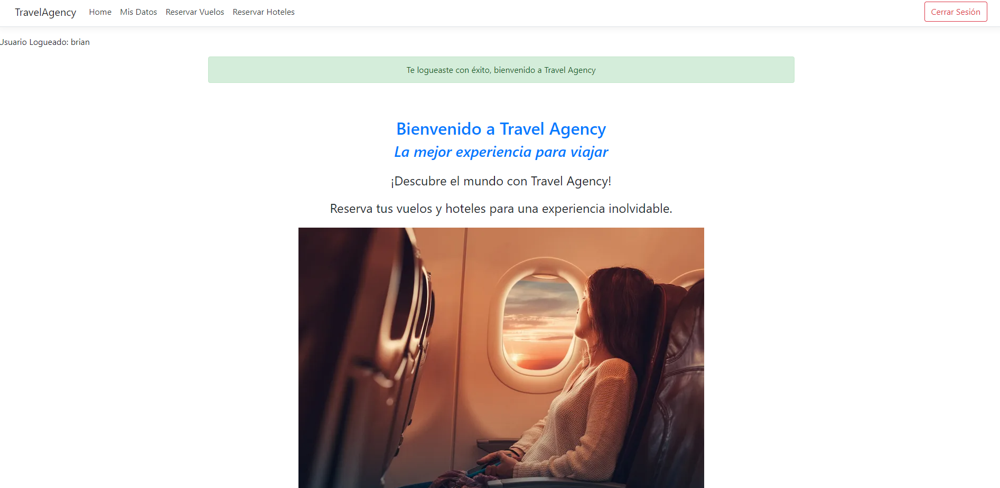 TravelAgency Home Mis Datos Reservar Vuelos Reservar Hoteles Cerrar Sesión
Usuario Logueado: brian
Te logueaste con éxito, bienvenido a Travel Agency
Bienvenido a Travel Agency
La mejor experiencia para viajar
¡Descubre el mundo con Travel Agency!
Reserva tus vuelos y hoteles para una experiencia inolvidable.